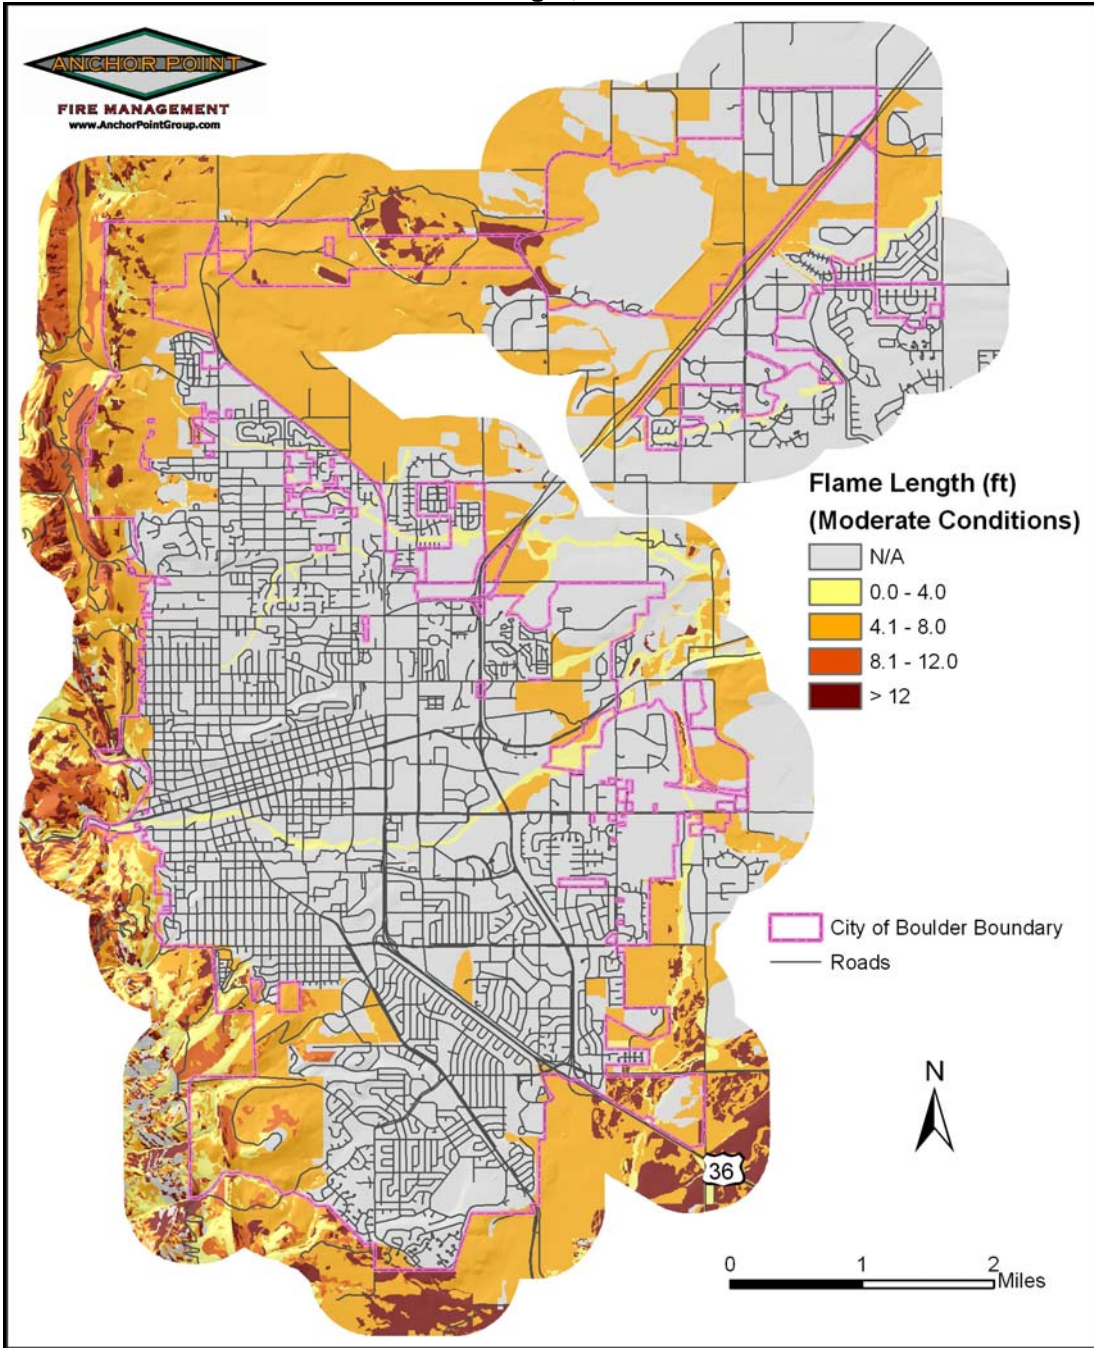 ANCHOR POINT
FIRE MANAGEMENT
www.AnchorPointGroup.com
Flame Length (ft)
(Moderate Conditions)
N/A
0.0 - 4.0
4.1 - 8.0
8.1 - 12.0
> 12
City of Boulder Boundary
Roads
N
36
0 1 2
Miles